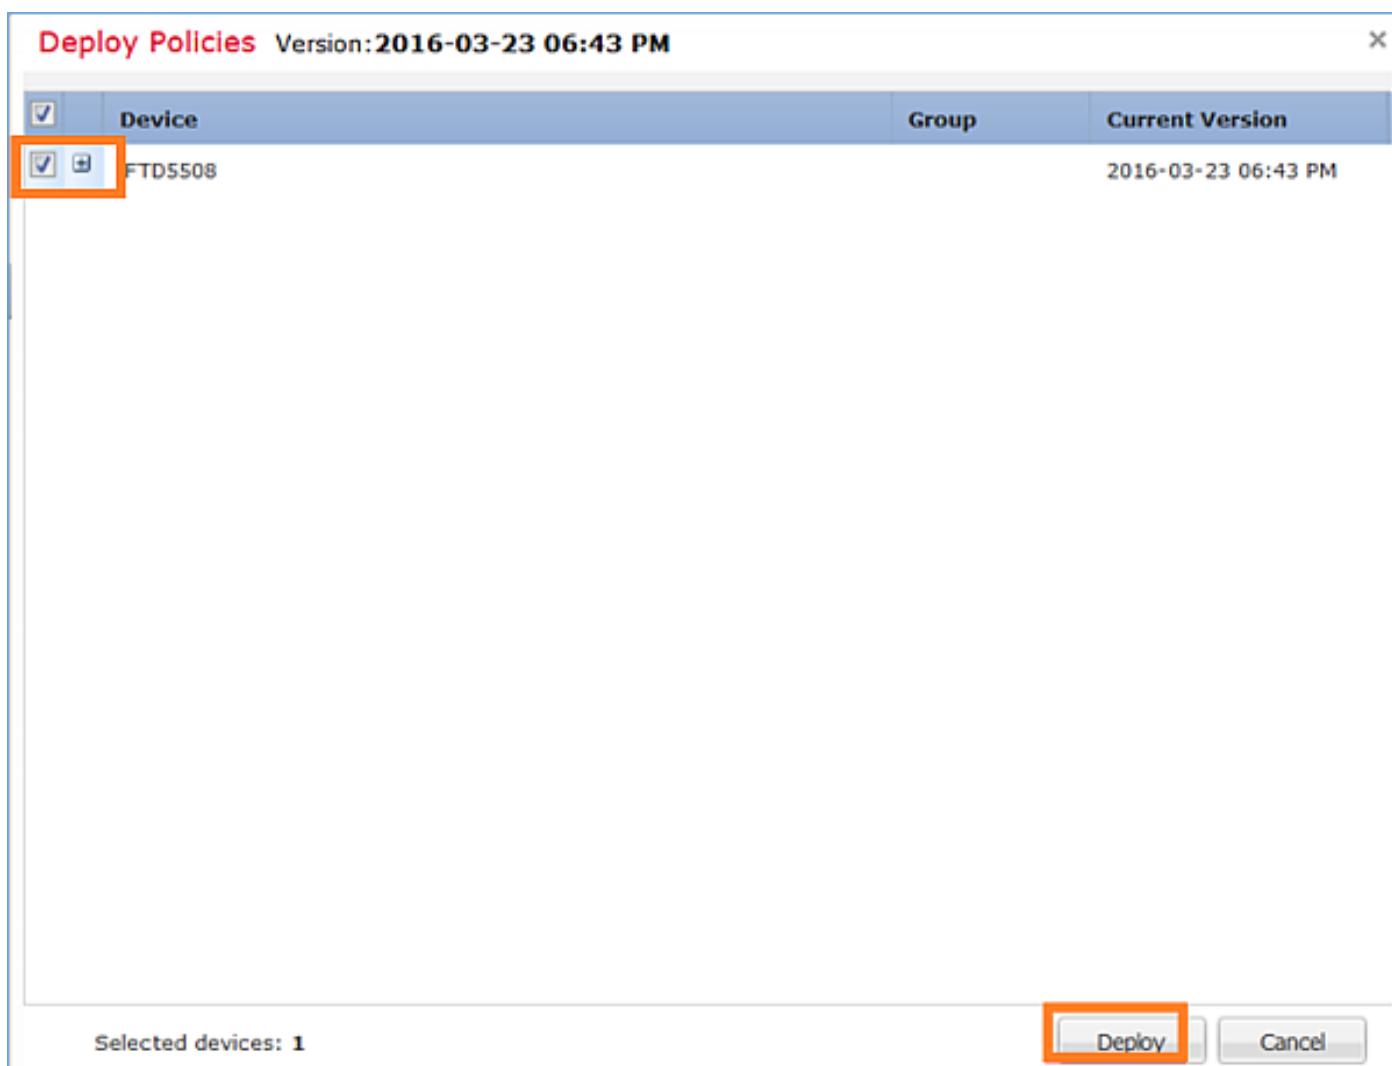 Deploy Policies Version:2016-03-23 06:43 PM
Device Group Current Version
FTD5508 2016-03-23 06:43 PM
Selected devices: 1 Deploy Cancel